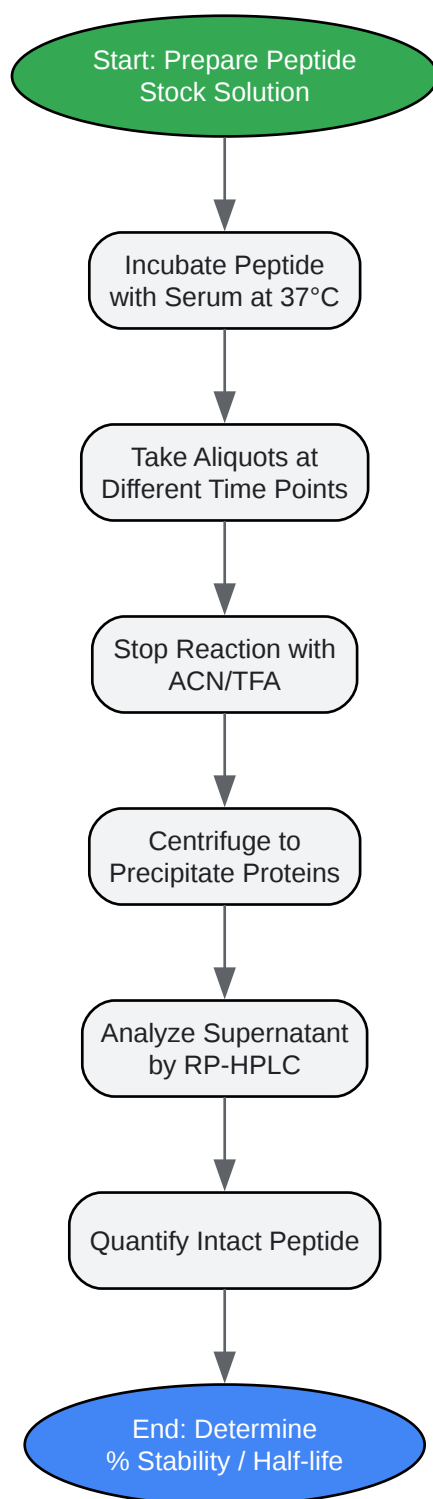 Start: Prepare Peptide
Stock Solution
Incubate Peptide
with Serum at 37°C
Take Aliquots at
Different Time Points
Stop Reaction with
ACN/TFA
Centrifuge to
Precipitate Proteins
Analyze Supernatant
by RP-HPLC
Quantify Intact Peptide
End: Determine
% Stability / Half-life